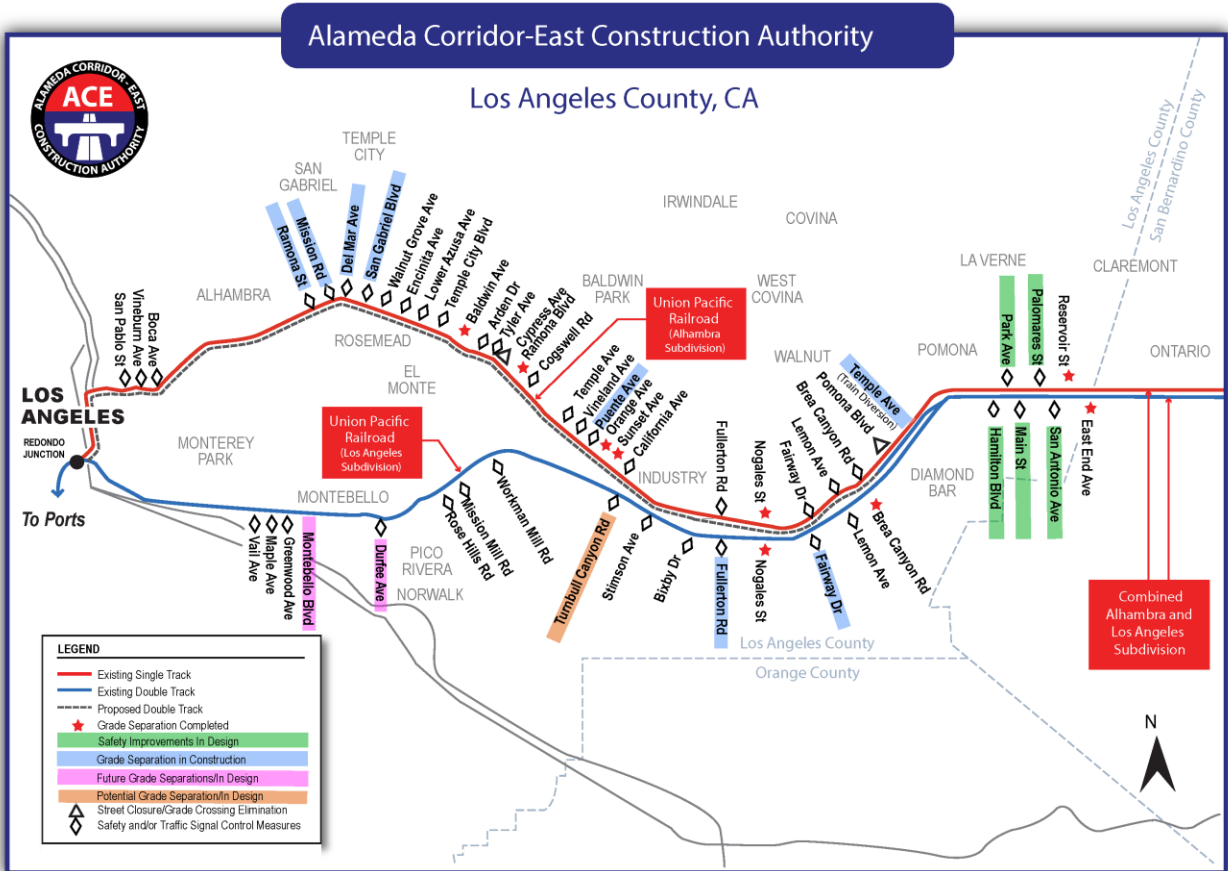 Alameda Corridor-East Construction Authority
Los Angeles County, CA
ALAMEDA CORRIDOR - EAST
ACE
CONSTRUCTION AUTHORITY
TEMPLE
CITY
SAN
GABRIEL
IRWINDALE
COVINA
Los Angeles County
San Bernardino County
Ramona St
Mission Rd
Del Mar Ave
San Gabriel Blvd
Walnut Grove Ave
Encinita Ave
Lower Azusa Ave
Temple City Blvd
Baldwin Ave
Arden Dr
Tyler Ave
Cypress Ave
Ramona Blvd
Cogswell Rd
ALHAMBRA
ROSEMEAD
EL
MONTE
BALDWIN
PARK
WEST
COVINA
LA VERNE
CLAREMONT
POMONA
ONTARIO
WALNUT
San Pablo St
Vineburn Ave
Boca Ave
Union Pacific
Railroad
(Alhambra
Subdivision)
Temple Ave
Vineland Ave
Puente Ave
Orange Ave
Sunset Ave
California Ave
Park Ave
Palomares St
Reservoir St
Temple Ave
(Train Diversion)
Pomona Blvd
Brea Canyon Rd
Lemon Ave
Fairway Dr
Nogales St
Fullerton Rd
LOS
ANGELES
REDONDO
JUNCTION
To Ports
MONTEREY
PARK
Union Pacific
Railroad
(Los Angeles
Subdivision)
MONTEBELLO
INDUSTRY
DIAMOND
BAR
Hamilton Blvd
Main St
San Antonio Ave
East End Ave
Vail Ave
Maple Ave
Greenwood Ave
Montebello Blvd
Durfee Ave
PICO
RIVERA
NORWALK
Rose Hills Rd
Mission Mill Rd
Workman Mill Rd
Turnbull Canyon Rd
Stimson Ave
Bixby Dr
Fullerton Rd
Nogales St
Fairway Dr
Lemon Ave
Brea Canyon Rd
Los Angeles County
Orange County
Combined
Alhambra and
Los Angeles
Subdivision
N
LEGEND
Existing Single Track
Existing Double Track
Proposed Double Track
Grade Separation Completed
Safety Improvements In Design
Grade Separation in Construction
Future Grade Separations/In Design
Potential Grade Separation/In Design
Street Closure/Grade Crossing Elimination
Safety and/or Traffic Signal Control Measures